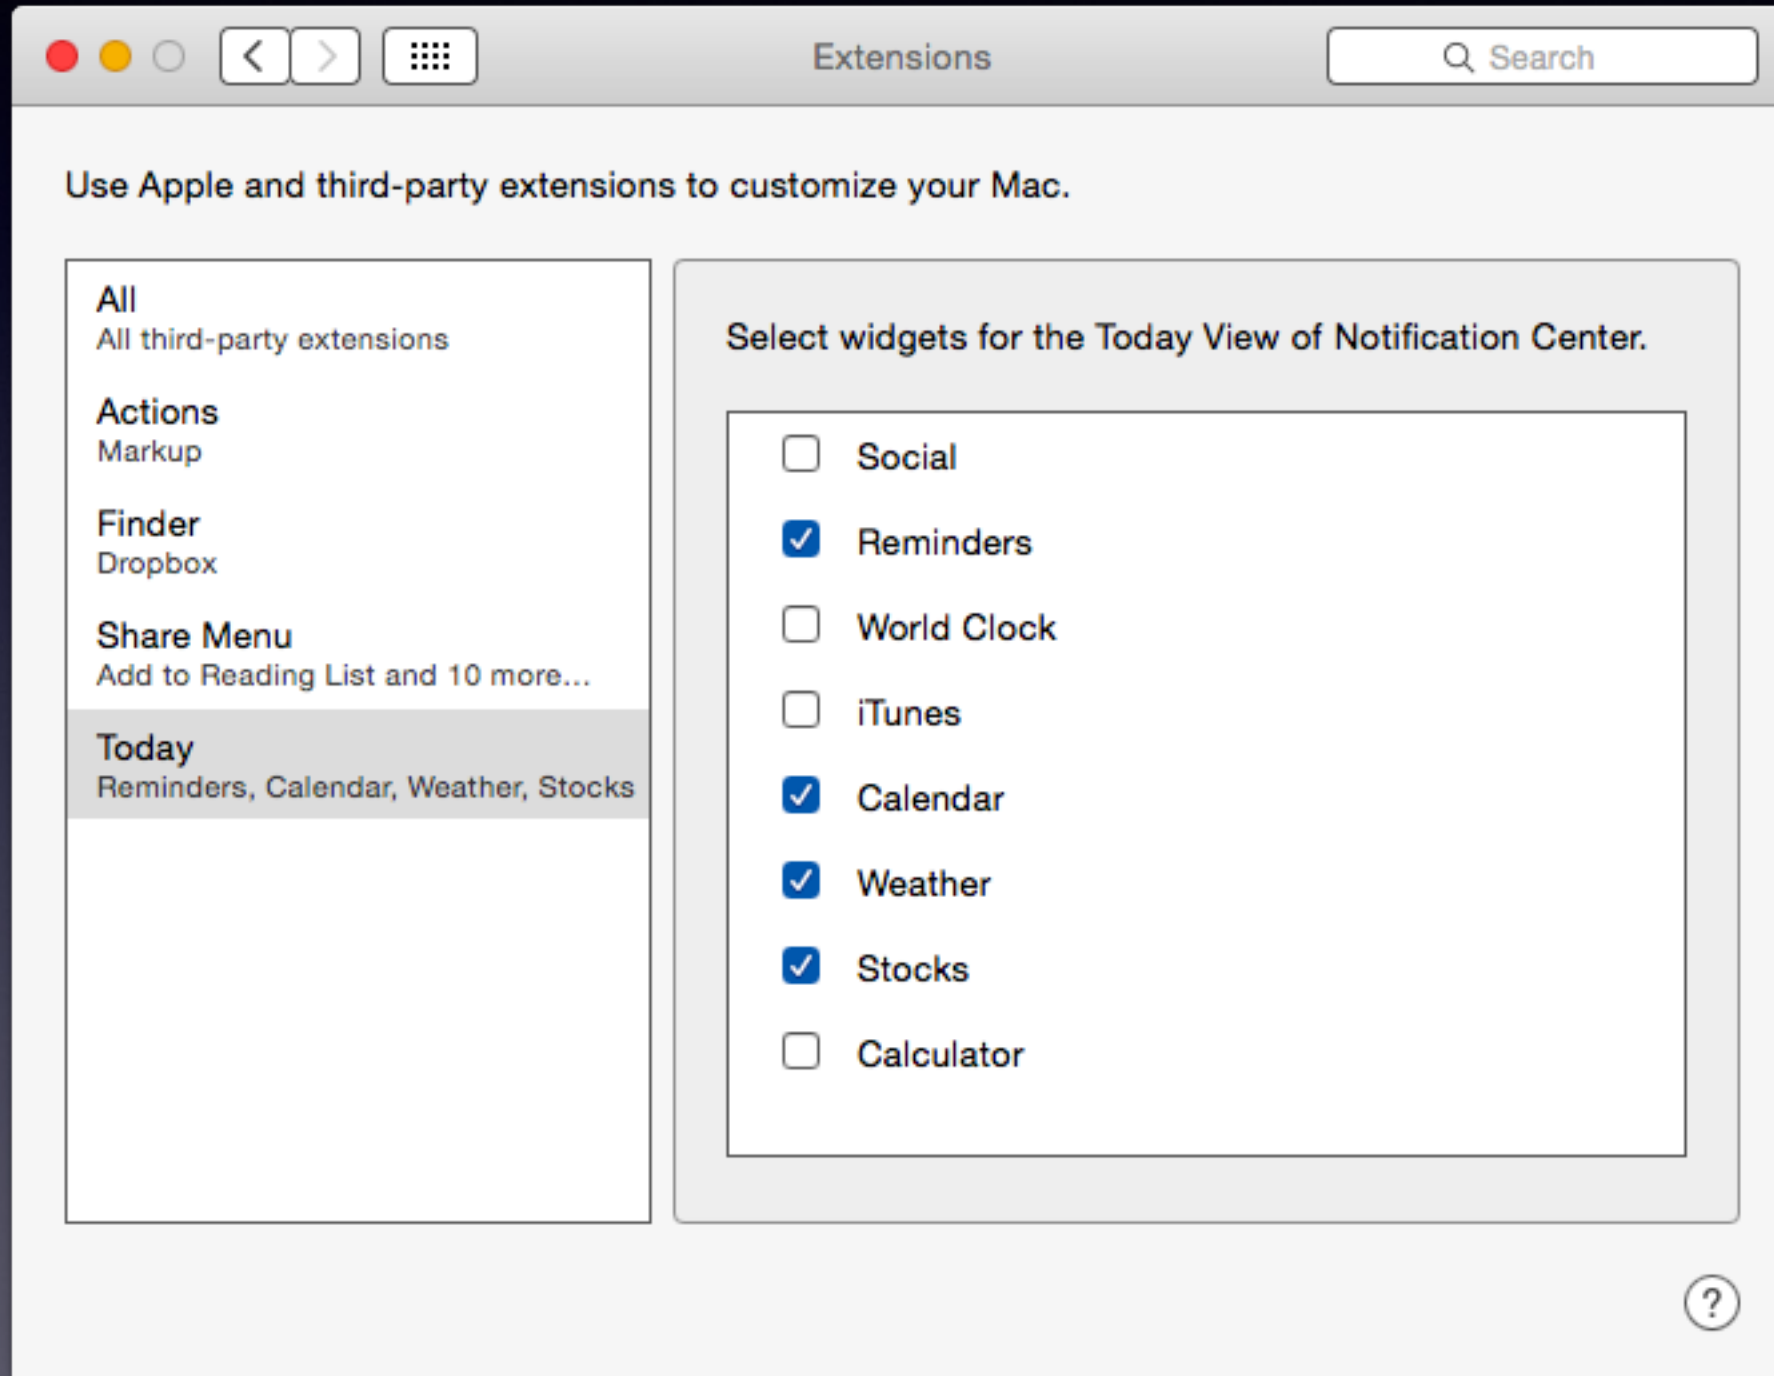 Extensions
Search
Use Apple and third-party extensions to customize your Mac.
All
All third-party extensions
Actions
Markup
Finder
Dropbox
Share Menu
Add to Reading List and 10 more...
Today
Reminders, Calendar, Weather, Stocks
Select widgets for the Today View of Notification Center.
Social
Reminders
World Clock
iTunes
Calendar
Weather
Stocks
Calculator
?